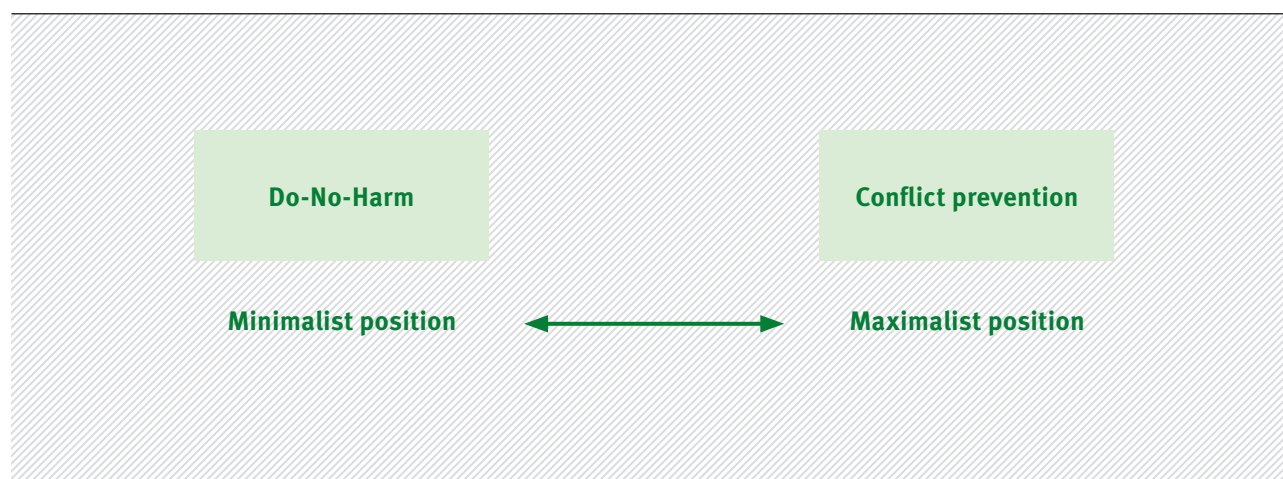 Do-No-Harm
Conflict prevention
Minimalist position
Maximalist position